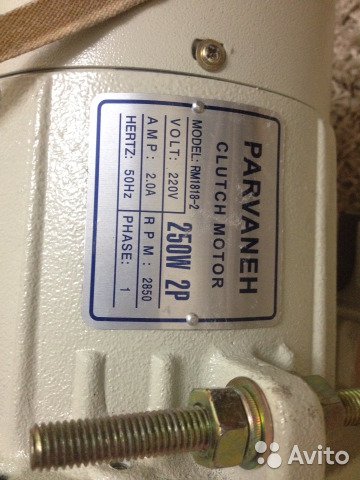 PARVANEH
CLUTCH MOTOR
MODEL: RM1818-2
250W 2P
VOLT: 220V
AMP: 2.0A
RPM: 2850
HERTZ: 50Hz
PHASE: 1
Avito